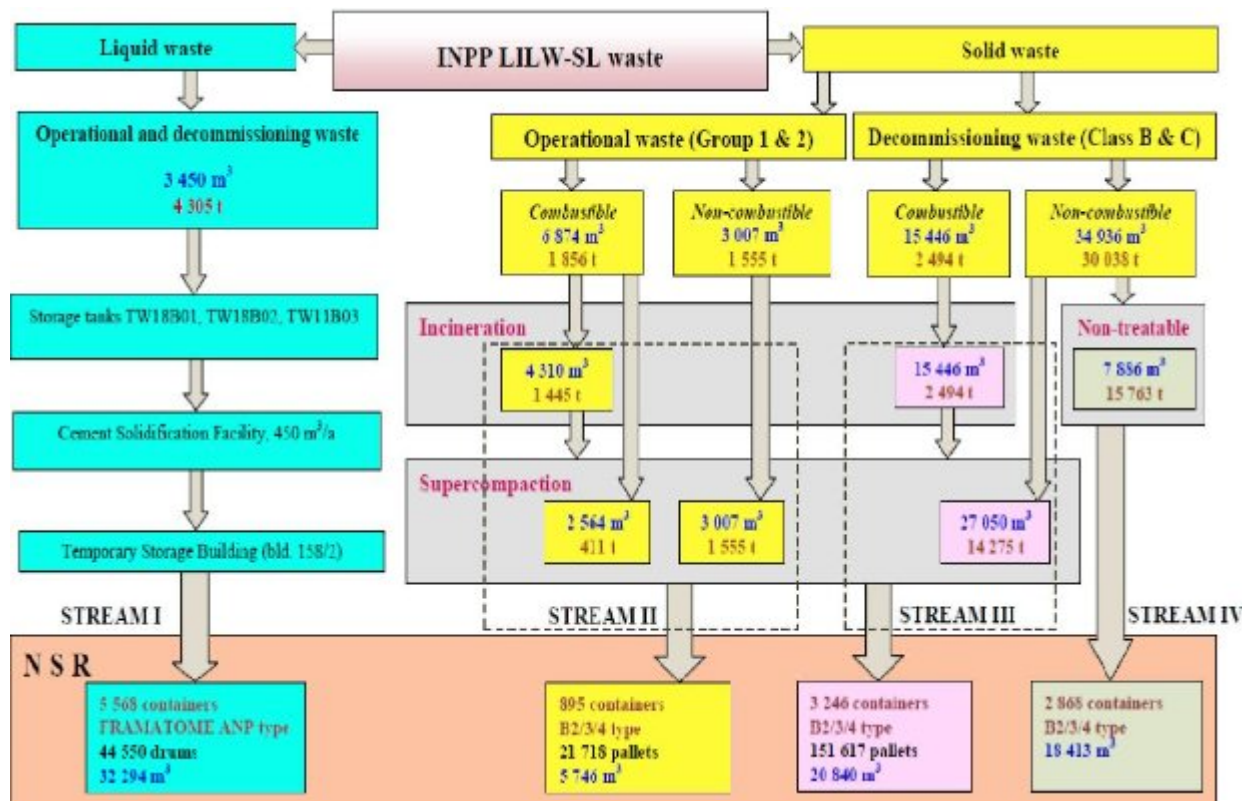 INPP LILW-SL waste
Liquid waste
Operational and decommissioning waste
3 450 m³
4 305 t
Storage tanks TW18B01, TW18B02, TW11B03
Cement Solidification Facility, 450 m³/a
Temporary Storage Building (bld. 158/2)
STREAM I
Solid waste
Operational waste (Group 1 & 2)
Decommissioning waste (Class B & C)
Combustible
6 874 m³
1 856 t
Non-combustible
3 007 m³
1 555 t
Combustible
15 446 m³
2 494 t
Non-combustible
34 936 m³
30 038 t
Incineration
4 310 m³
1 445 t
15 446 m³
2 494 t
Non-treatable
7 886 m³
15 763 t
Supercompaction
2 564 m³
411 t
3 007 m³
1 555 t
27 050 m³
14 275 t
STREAM II
STREAM III
STREAM IV
N S R
5 568 containers
FRAMATOME ANP type
44 550 drums
32 294 m³
895 containers
B2/3/4 type
21 718 pallets
5 746 m³
3 246 containers
B2/3/4 type
151 617 pallets
20 840 m³
2 868 containers
B2/3/4 type
18 413 m³